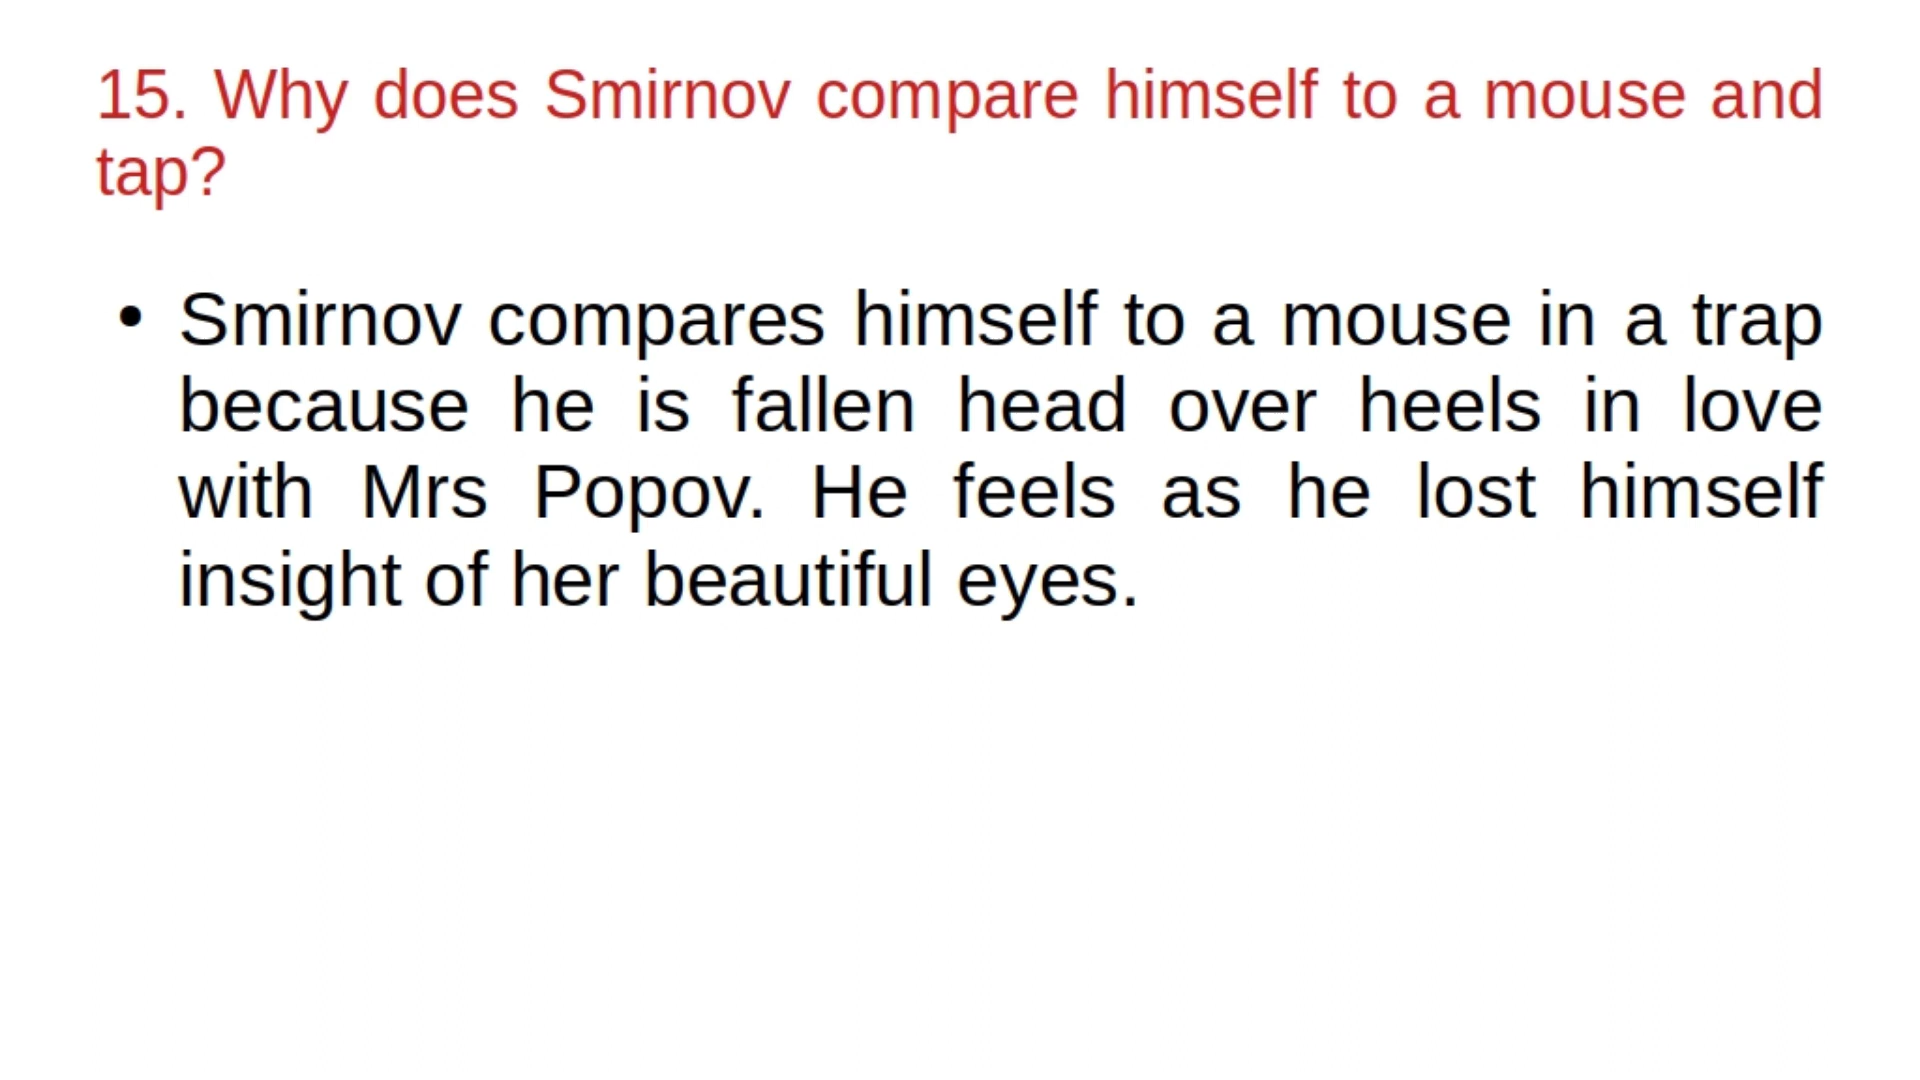 15. Why does Smirnov compare himself to a mouse and
tap?
• Smirnov compares himself to a mouse in a trap
because he is fallen head over heels in love
with Mrs Popov. He feels as he lost himself
insight of her beautiful eyes.